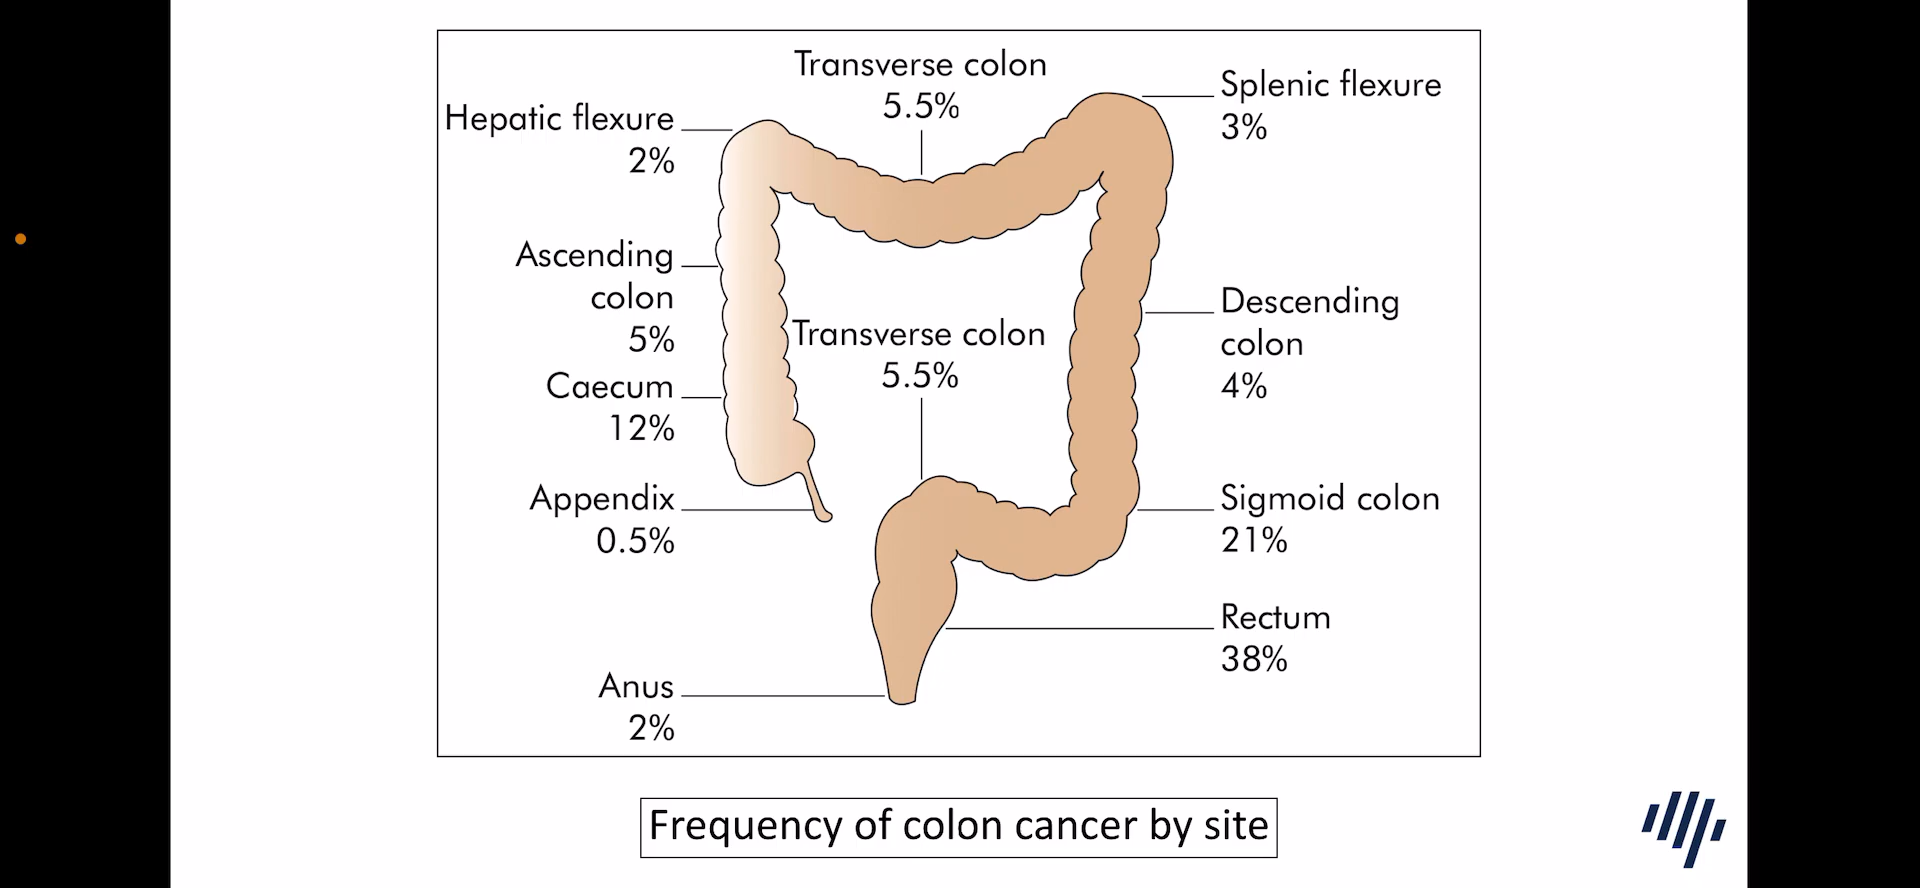 Transverse colon
5.5%
Hepatic flexure
2%
Splenic flexure
3%
Ascending
colon
5%
Descending
colon
4%
Transverse colon
5.5%
Caecum
12%
Appendix
0.5%
Sigmoid colon
21%
Rectum
38%
Anus
2%
Frequency of colon cancer by site